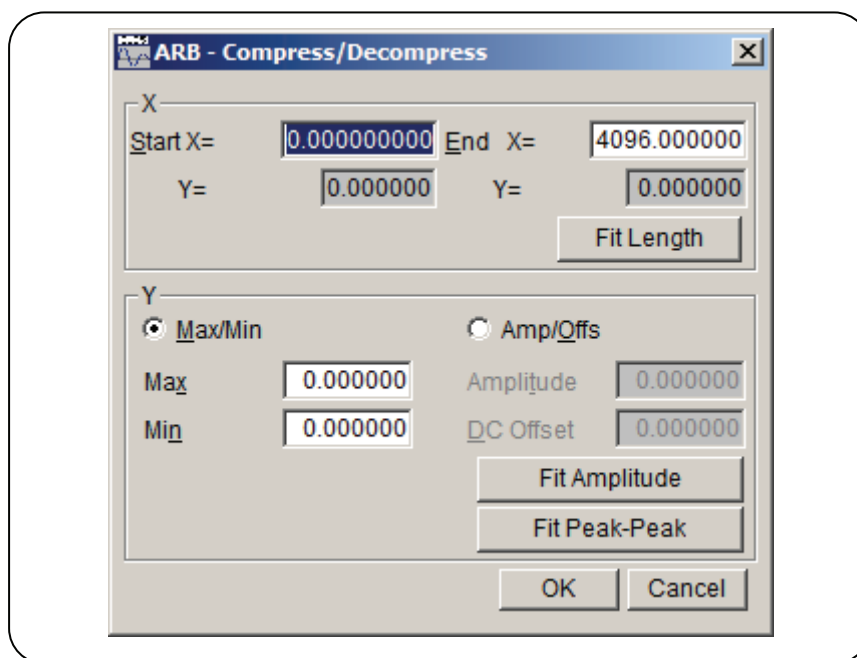 ARB - Compress/Decompress
X
Start X= 0.000000000 End X= 4096.000000
Y= 0.000000 Y= 0.000000
Fit Length
Y
Max/Min Amp/Offs
Max 0.000000 Amplitude 0.000000
Min 0.000000 DC Offset 0.000000
Fit Amplitude
Fit Peak-Peak
OK Cancel